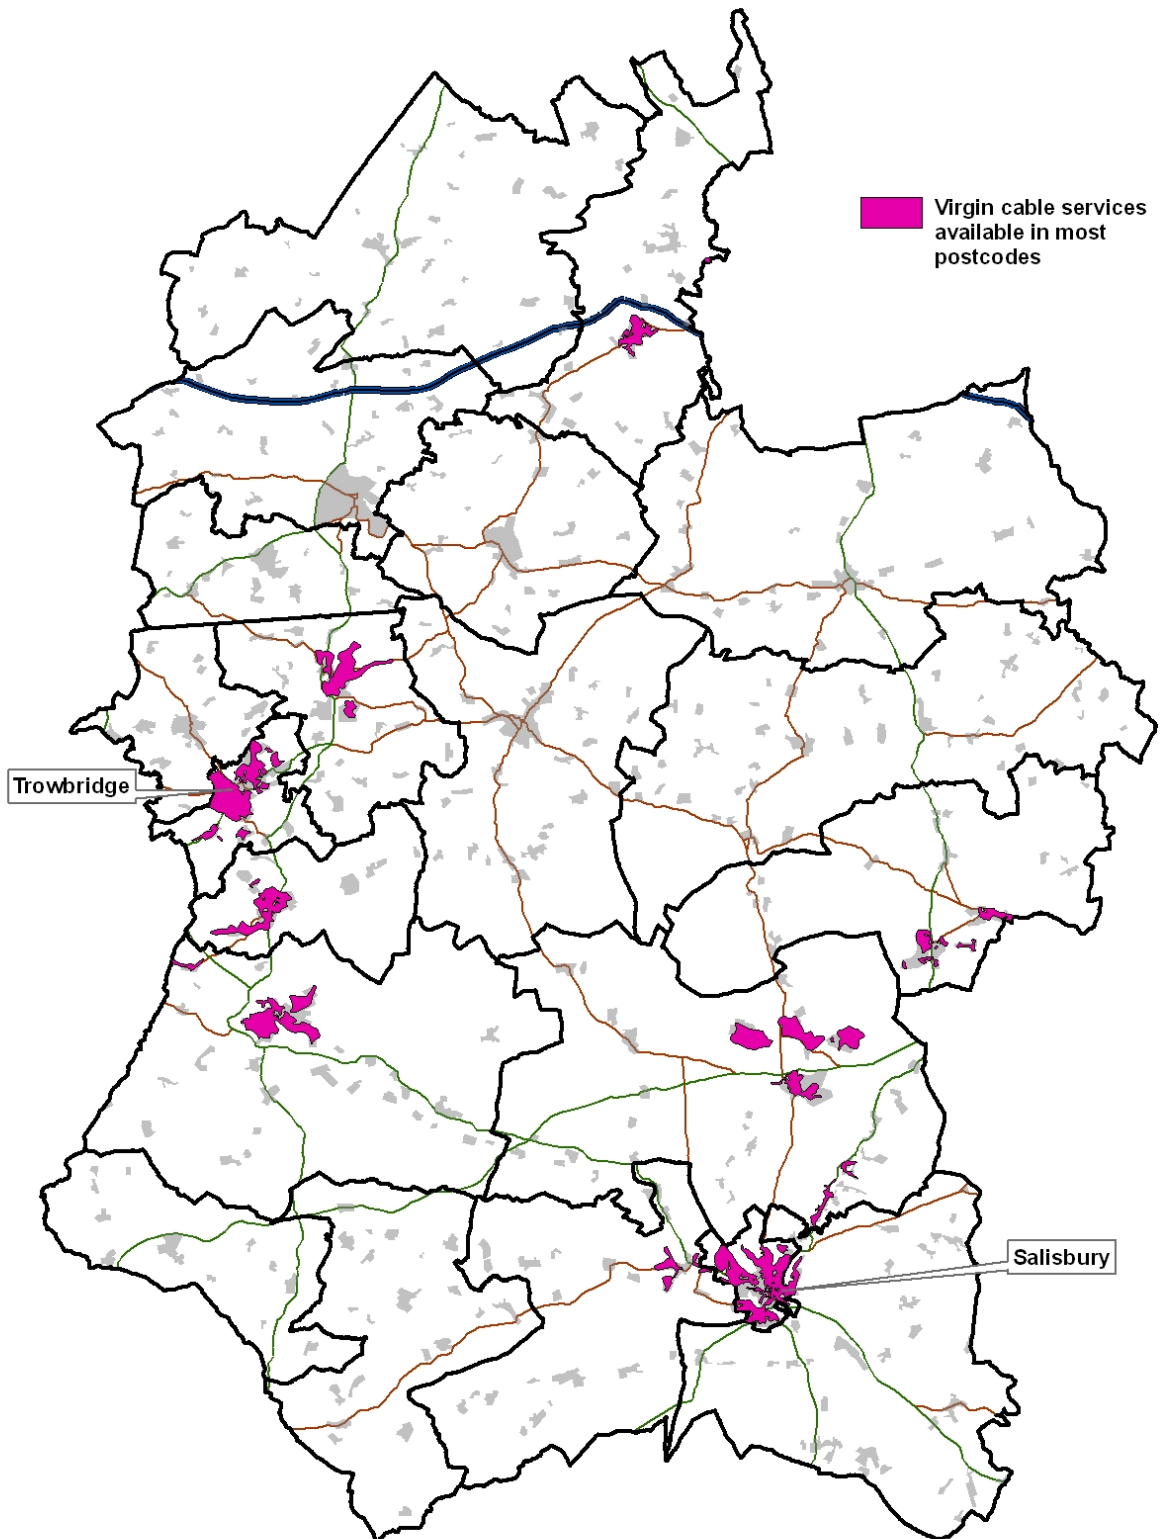 Virgin cable services
available in most
postcodes
Trowbridge
Salisbury